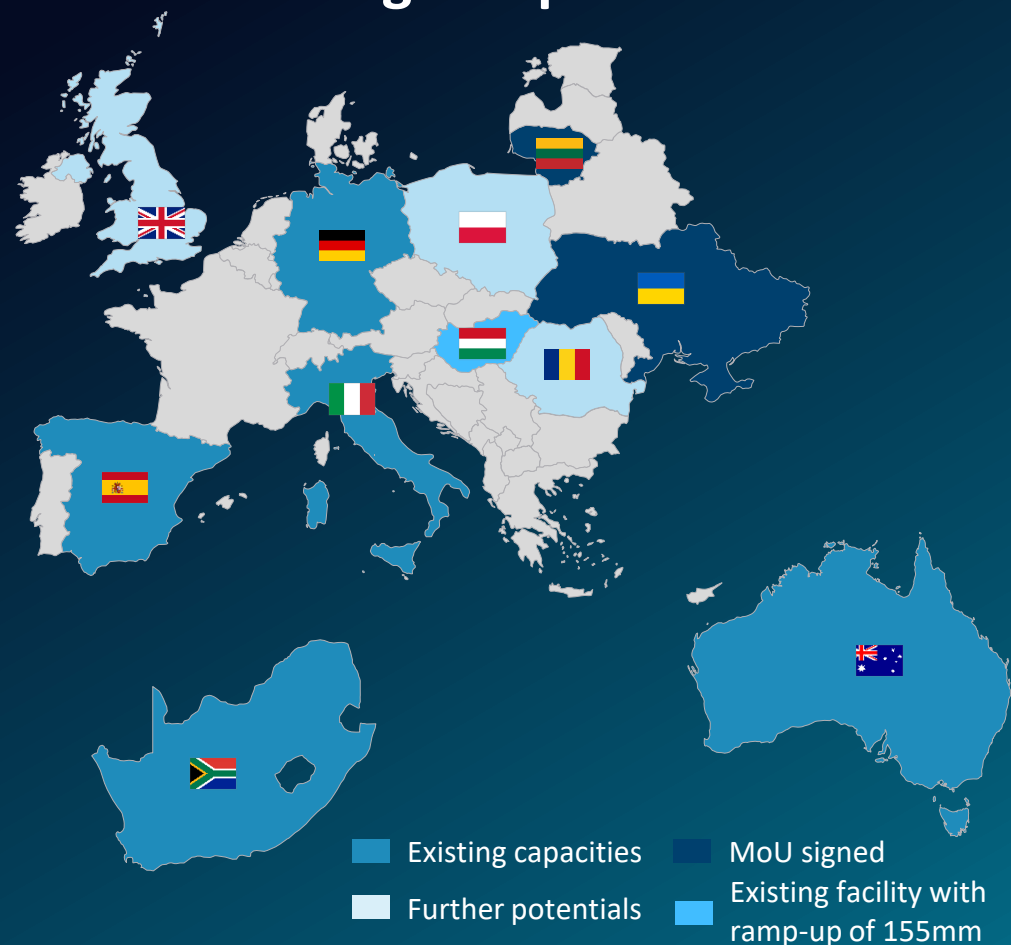 Existing capacities
MoU signed
Further potentials
Existing facility with
ramp-up of 155mm